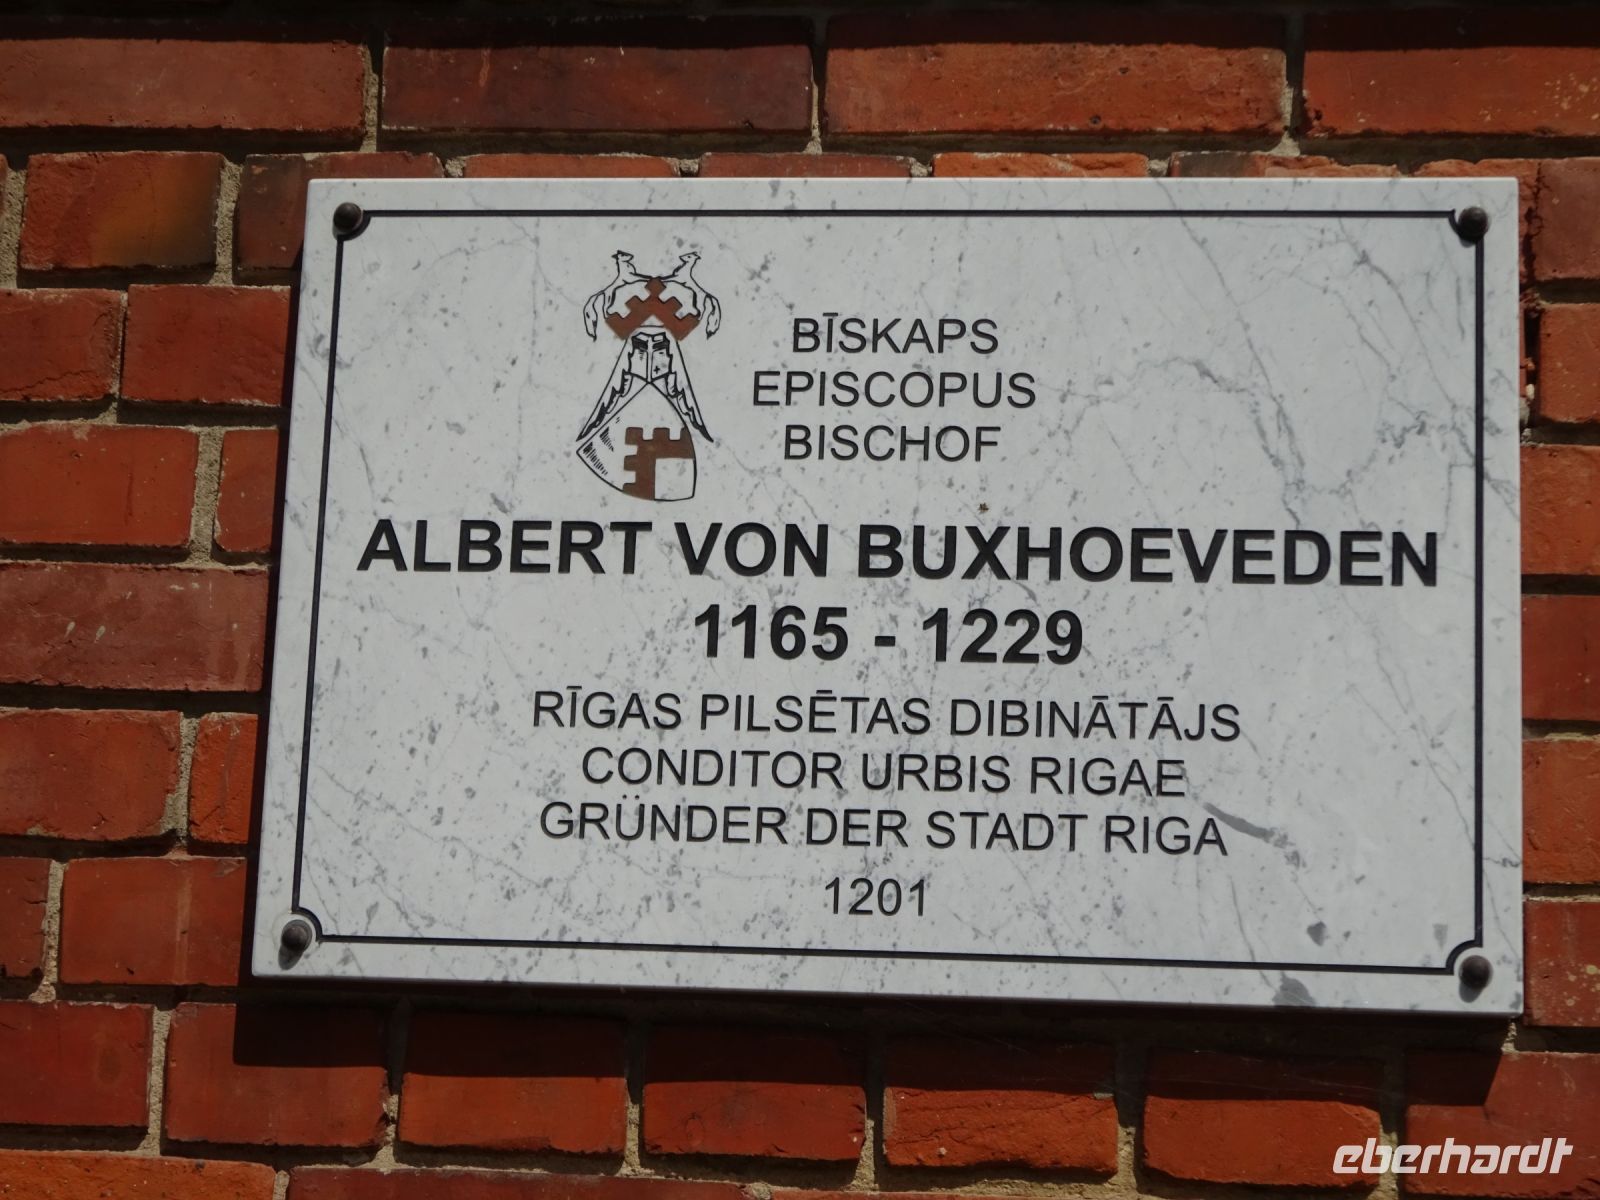 BĪSKAPS
EPISCOPUS
BISCHOF
ALBERT VON BUXHOEVEDEN
1165 - 1229
RĪGAS PILSĒTAS DIBINĀTĀJS
CONDITOR URBIS RIGAE
GRÜNDER DER STADT RIGA
1201
eberhardt